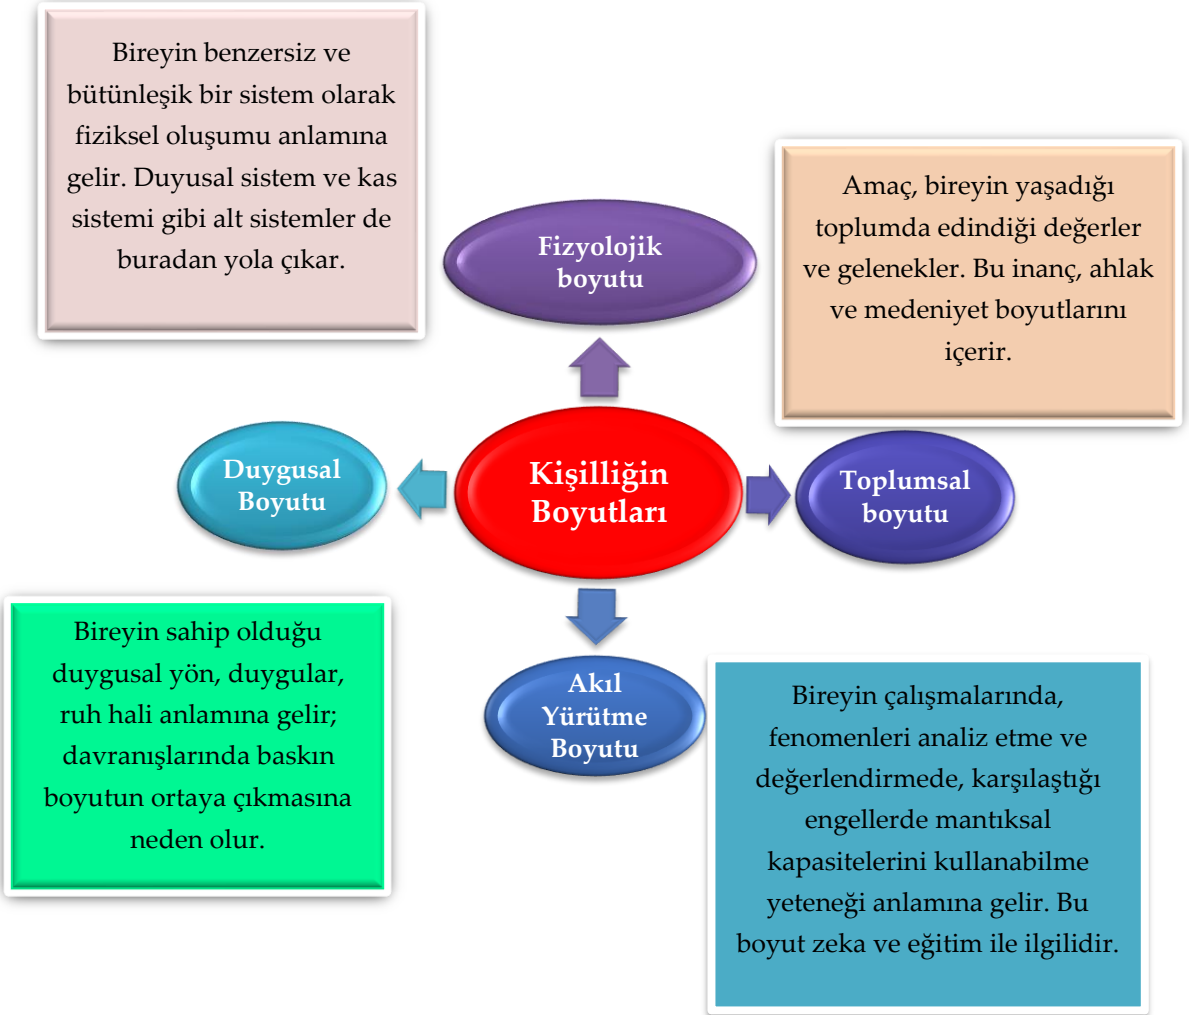 Bireyin benzersiz ve
bütünleşik bir sistem olarak
fiziksel oluşumu anlamına
gelir. Duyusal sistem ve kas
sistemi gibi alt sistemler de
buradan yola çıkar.
Fizyolojik
boyutu
Amaç, bireyin yaşadığı
toplumda edindiği değerler
ve gelenekler. Bu inanç, ahlak
ve medeniyet boyutlarını
içerir.
Duygusal
Boyutu
Kişilliğin
Boyutları
Toplumsal
boyutu
Bireyin sahip olduğu
duygusal yön, duygular,
ruh hali anlamına gelir;
davranışlarında baskın
boyutun ortaya çıkmasına
neden olur.
Akıl
Yürütme
Boyutu
Bireyin çalışmalarında,
fenomenleri analiz etme ve
değerlendirmede, karşılaştığı
engellerde mantıksal
kapasitelerini kullanabilme
yeteneği anlamına gelir. Bu
boyut zeka ve eğitim ile ilgilidir.